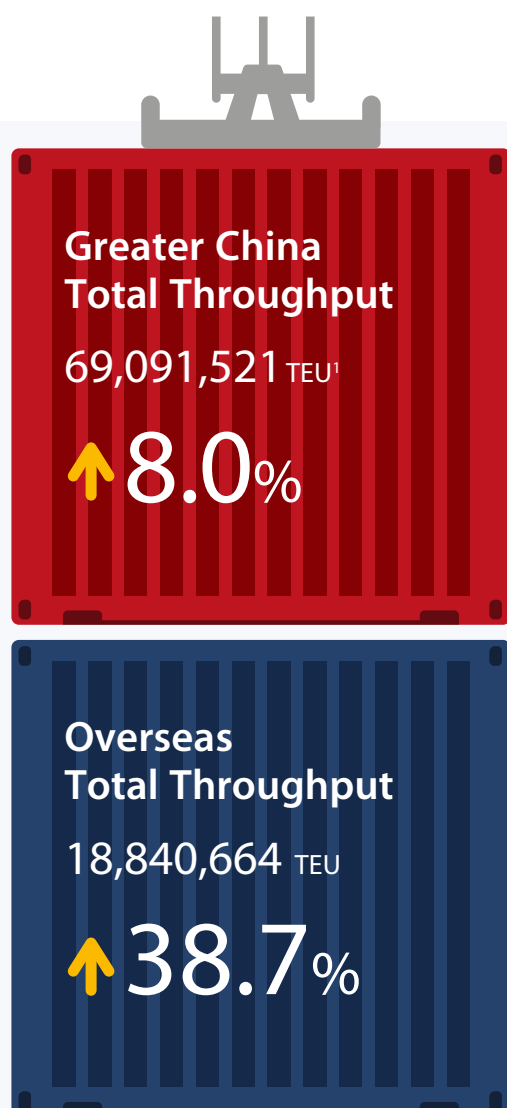 Greater China
Total Throughput
69,091,521 TEU¹
8.0%
Overseas
Total Throughput
18,840,664 TEU
38.7%